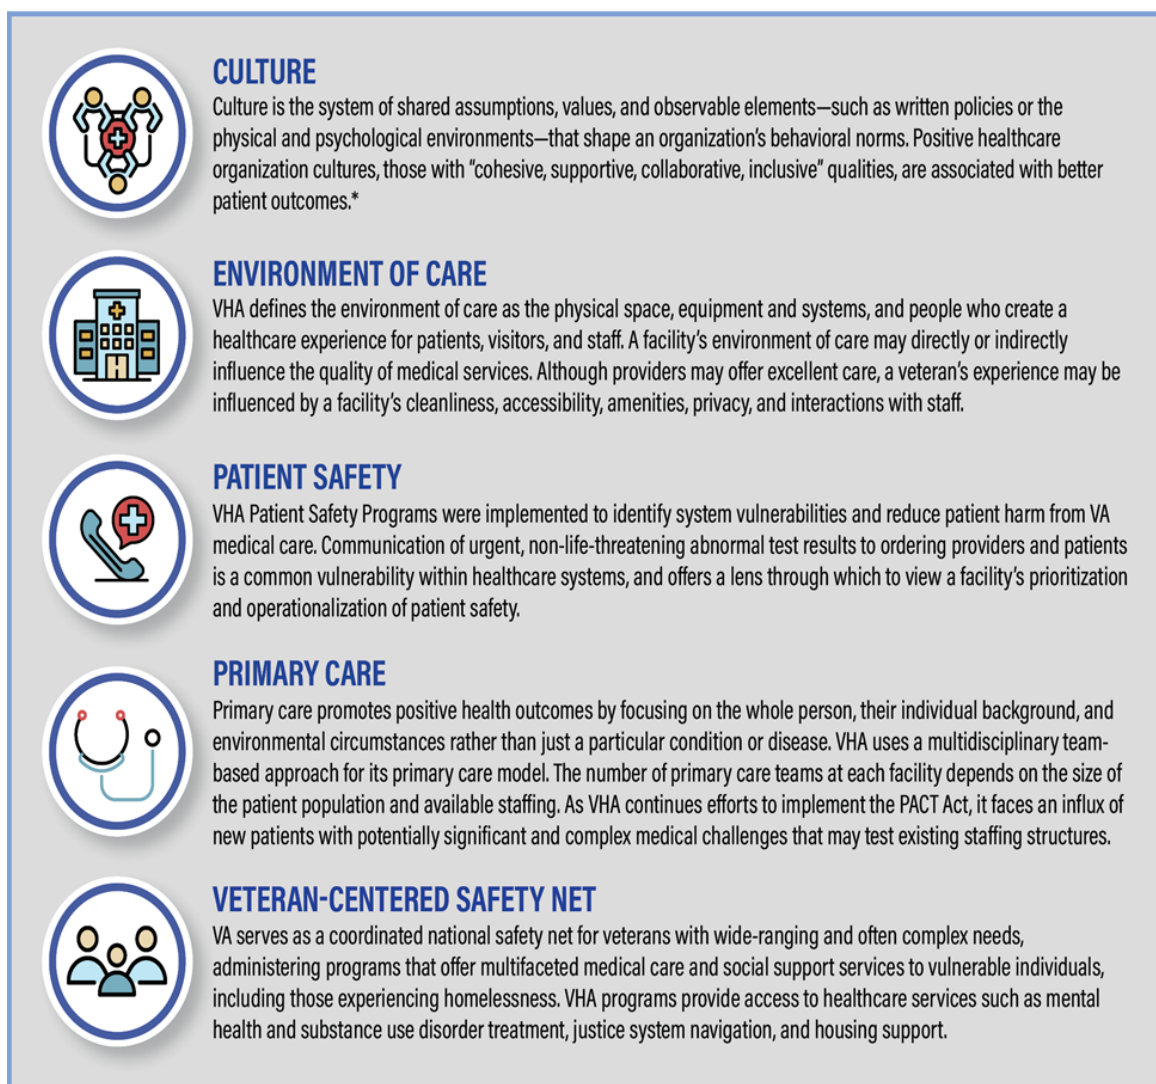 CULTURE
Culture is the system of shared assumptions, values, and observable elements—such as written policies or the
physical and psychological environments—that shape an organization’s behavioral norms. Positive healthcare
organization cultures, those with “cohesive, supportive, collaborative, inclusive” qualities, are associated with better
patient outcomes.*
ENVIRONMENT OF CARE
VHA defines the environment of care as the physical space, equipment and systems, and people who create a
healthcare experience for patients, visitors, and staff. A facility’s environment of care may directly or indirectly
influence the quality of medical services. Although providers may offer excellent care, a veteran’s experience may be
influenced by a facility’s cleanliness, accessibility, amenities, privacy, and interactions with staff.
PATIENT SAFETY
VHA Patient Safety Programs were implemented to identify system vulnerabilities and reduce patient harm from VA
medical care. Communication of urgent, non-life-threatening abnormal test results to ordering providers and patients
is a common vulnerability within healthcare systems, and offers a lens through which to view a facility’s prioritization
and operationalization of patient safety.
PRIMARY CARE
Primary care promotes positive health outcomes by focusing on the whole person, their individual background, and
environmental circumstances rather than just a particular condition or disease. VHA uses a multidisciplinary team-
based approach for its primary care model. The number of primary care teams at each facility depends on the size of
the patient population and available staffing. As VHA continues efforts to implement the PACT Act, it faces an influx of
new patients with potentially significant and complex medical challenges that may test existing staffing structures.
VETERAN-CENTERED SAFETY NET
VA serves as a coordinated national safety net for veterans with wide-ranging and often complex needs,
administering programs that offer multifaceted medical care and social support services to vulnerable individuals,
including those experiencing homelessness. VHA programs provide access to healthcare services such as mental
health and substance use disorder treatment, justice system navigation, and housing support.